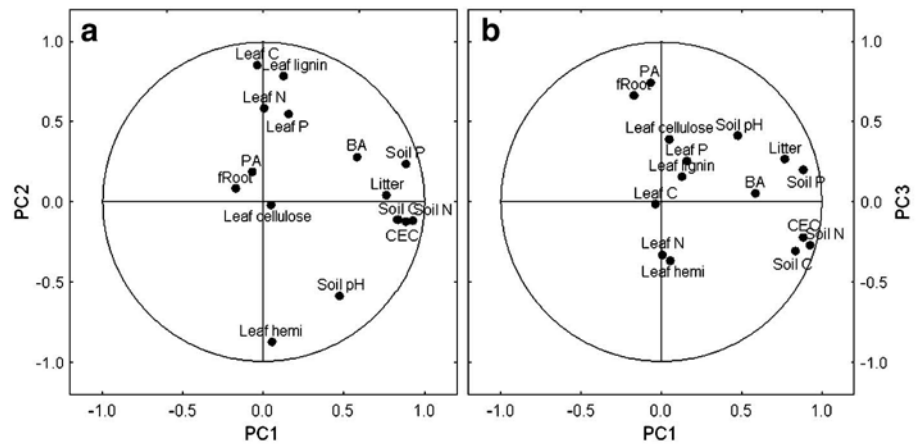 a
1.0
0.5
0.0
-0.5
-1.0
PC2
Leaf C
Leaf lignin
Leaf N
Leaf P
BA
Soil P
PA
fRoot
Litter
Leaf cellulose
Soil C Soil N
CEC
Soil pH
Leaf hemi
-1.0 -0.5 0.0 0.5 1.0
PC1
b
PA
fRoot
Leaf cellulose
Soil pH
Leaf P
Litter
Leaf lignin
Soil P
BA
Leaf C
CEC
Soil N
Leaf N
Soil C
Leaf hemi
1.0
0.5
0.0
-0.5
-1.0
PC3
-1.0 -0.5 0.0 0.5 1.0
PC1